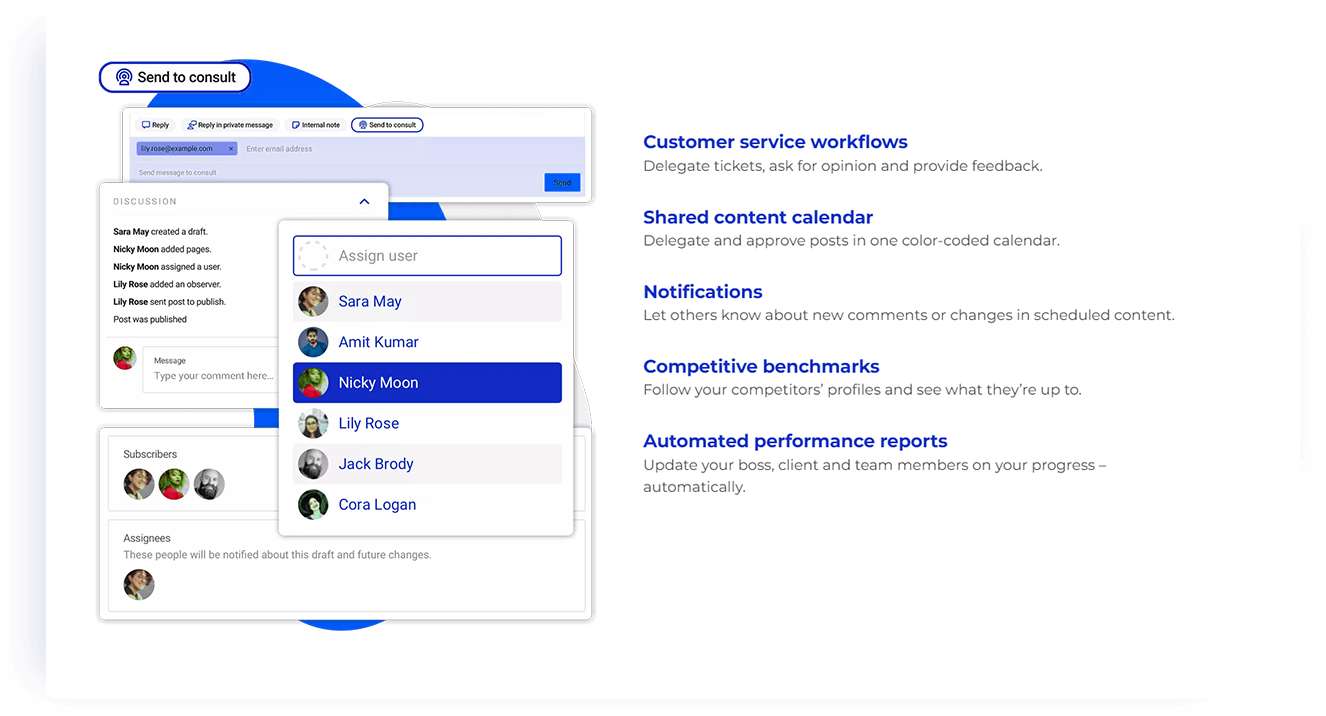 Send to consult
Reply
Reply in private message
Internal note
Send to consult
lily.rose@example.com ×
Enter email address
Send message to consult
Send
DISCUSSION
Sara May created a draft.
Nicky Moon added pages.
Nicky Moon assigned a user.
Lily Rose added an observer.
Lily Rose sent post to publish.
Post was published
Message
Type your comment here...
Assign user
Sara May
Amit Kumar
Nicky Moon
Lily Rose
Jack Brody
Cora Logan
Subscribers
Assignees
These people will be notified about this draft and future changes.
Customer service workflows
Delegate tickets, ask for opinion and provide feedback.
Shared content calendar
Delegate and approve posts in one color-coded calendar.
Notifications
Let others know about new comments or changes in scheduled content.
Competitive benchmarks
Follow your competitors’ profiles and see what they’re up to.
Automated performance reports
Update your boss, client and team members on your progress –
automatically.